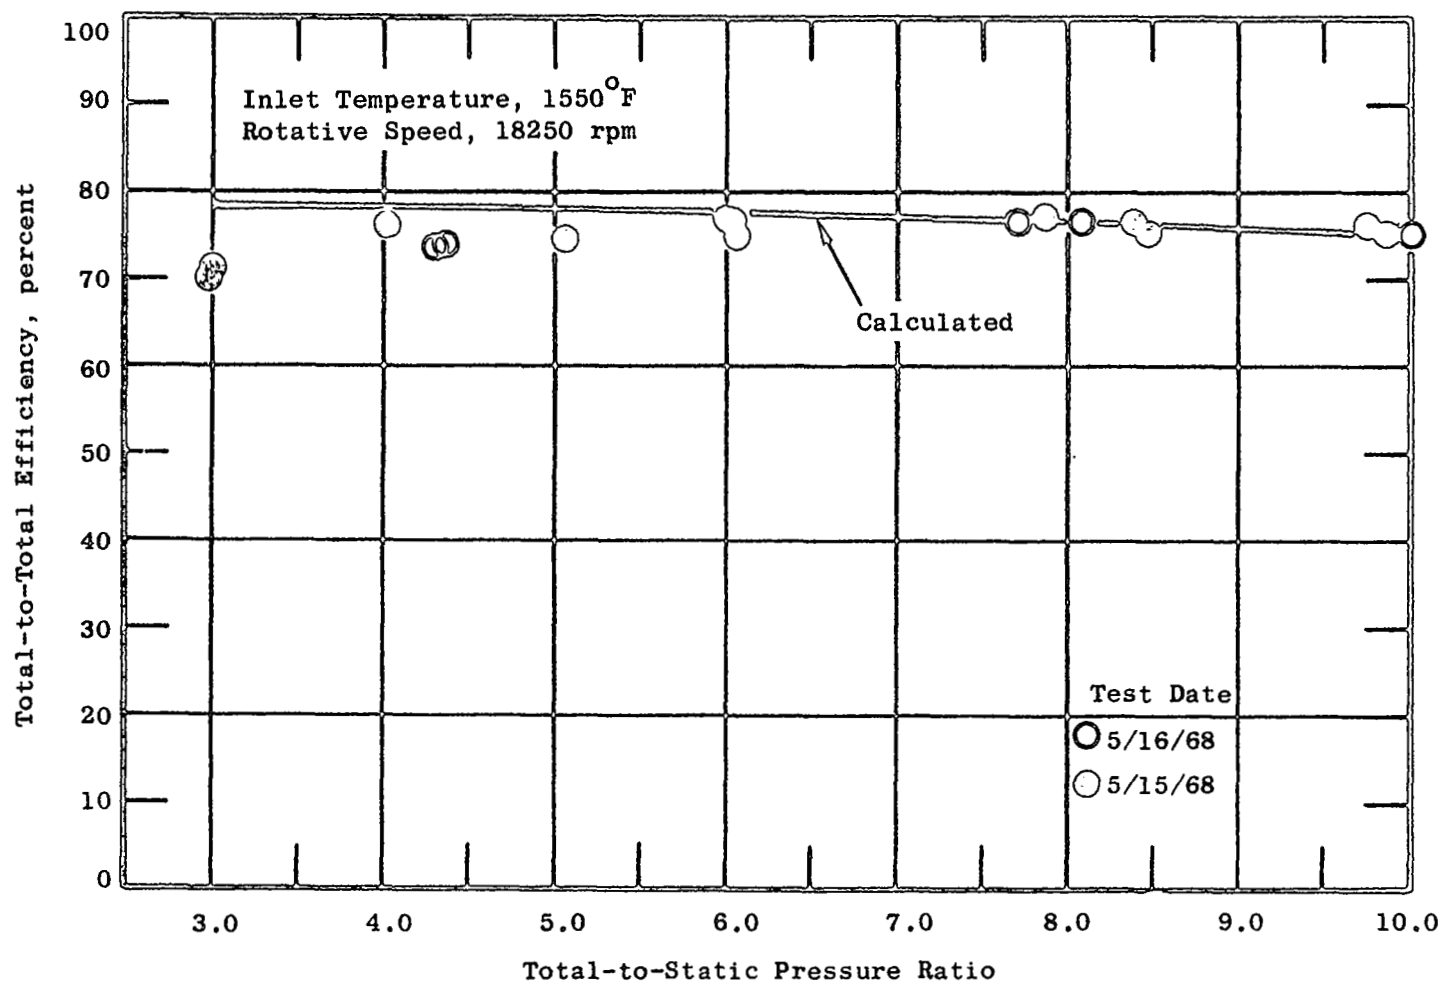 100
90
80
70
60
50
40
30
20
10
0
Total-to-Total Efficiency, percent
Inlet Temperature, 1550°F
Rotative Speed, 18250 rpm
Calculated
Test Date
5/16/68
5/15/68
3.0 4.0 5.0 6.0 7.0 8.0 9.0 10.0
Total-to-Static Pressure Ratio